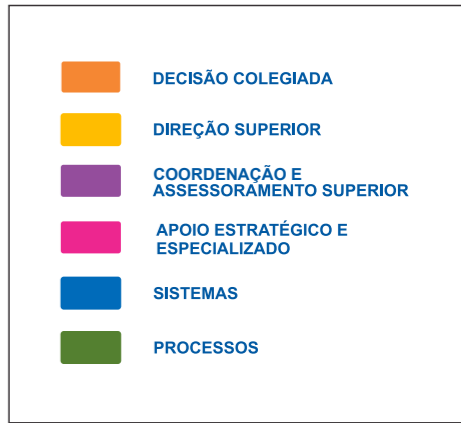 DECISÃO COLEGIADA
DIREÇÃO SUPERIOR
COORDENAÇÃO E
ASSESSORAMENTO SUPERIOR
APOIO ESTRATÉGICO E
ESPECIALIZADO
SISTEMAS
PROCESSOS